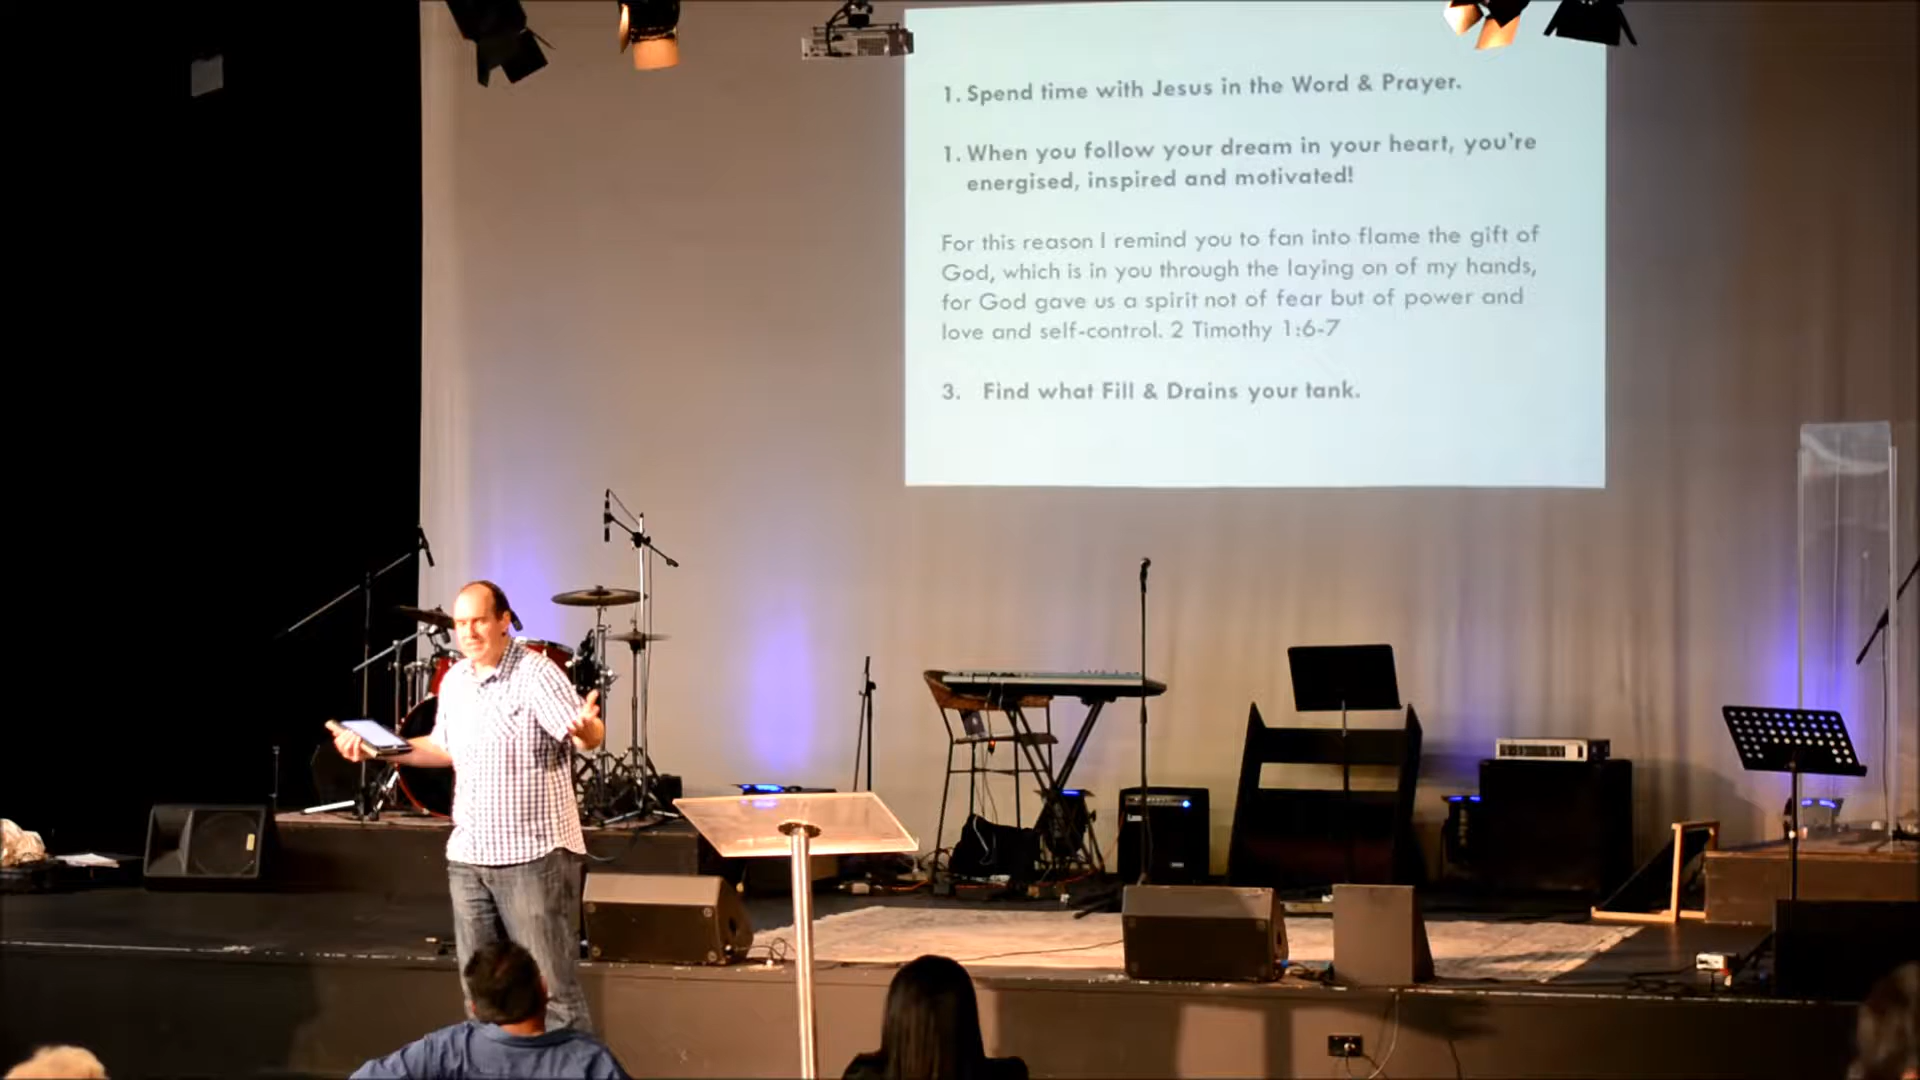 1. Spend time with Jesus in the Word & Prayer.
1. When you follow your dream in your heart, you're
energised, inspired and motivated!
For this reason I remind you to fan into flame the gift of
God, which is in you through the laying on of my hands,
for God gave us a spirit not of fear but of power and
love and self-control. 2 Timothy 1:6-7
3. Find what Fill & Drains your tank.